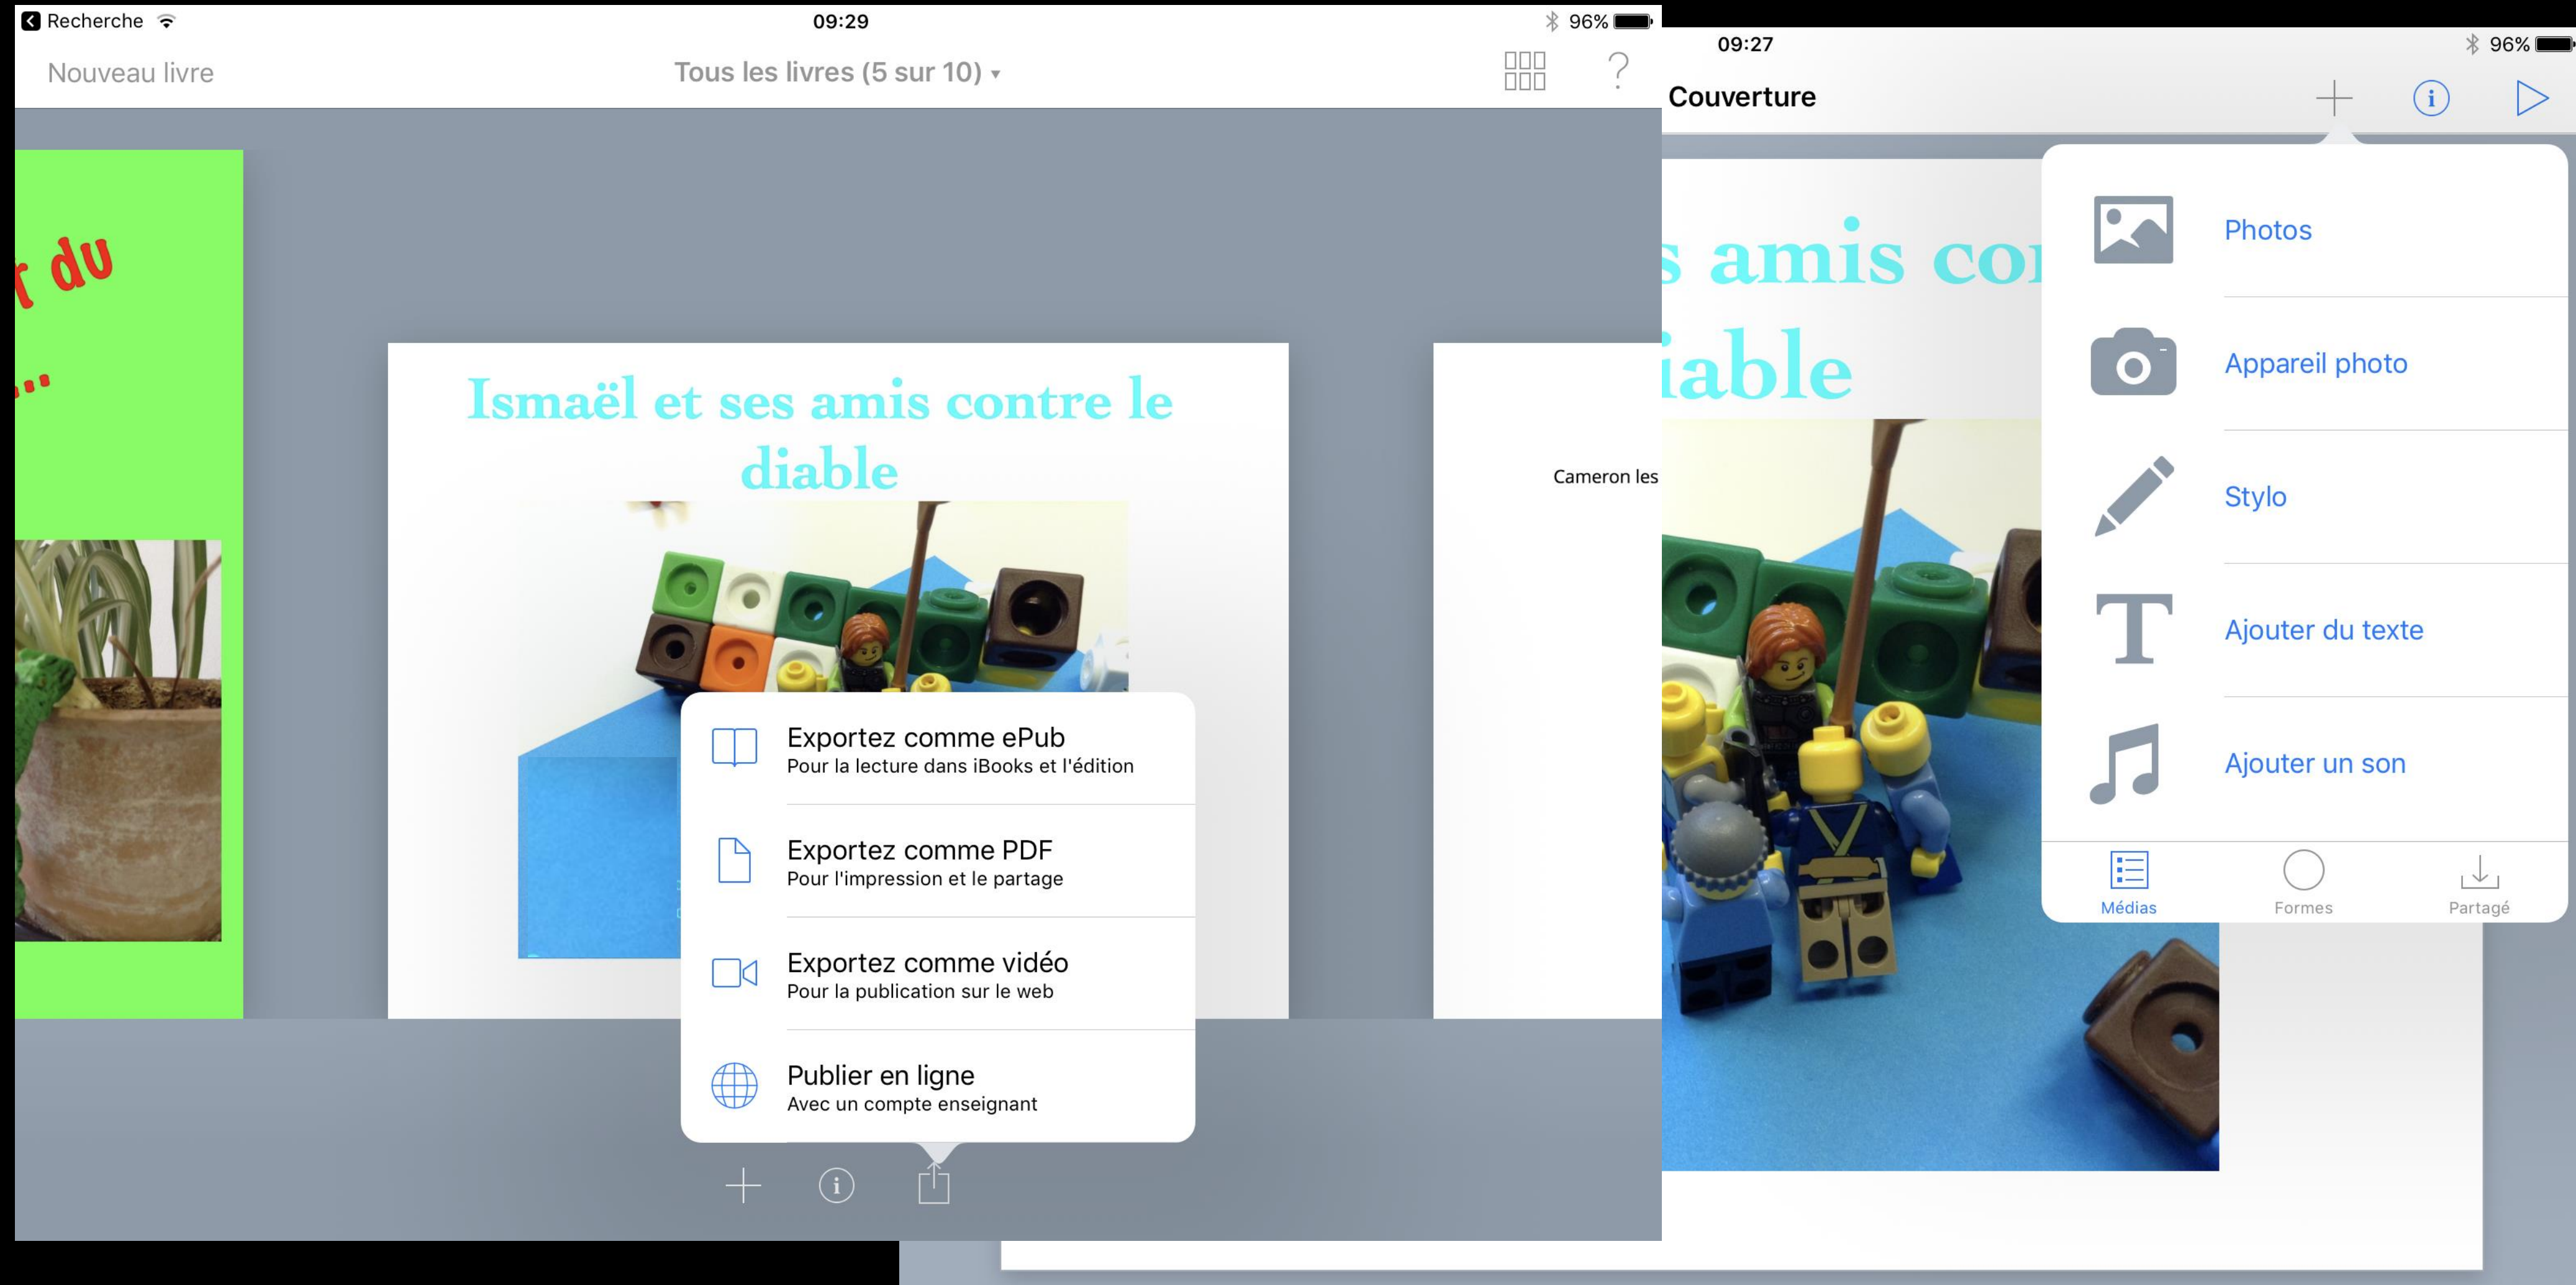 Recherche
09:29
96%
Nouveau livre
Tous les livres (5 sur 10) ▾
?
r du
...
Ismaël et ses amis contre le
diable
Cameron les
Exportez comme ePub
Pour la lecture dans iBooks et l'édition
Exportez comme PDF
Pour l'impression et le partage
Exportez comme vidéo
Pour la publication sur le web
Publier en ligne
Avec un compte enseignant
09:27
96%
Couverture
s amis con
iable
Photos
Appareil photo
Stylo
Ajouter du texte
Ajouter un son
Médias
Formes
Partagé